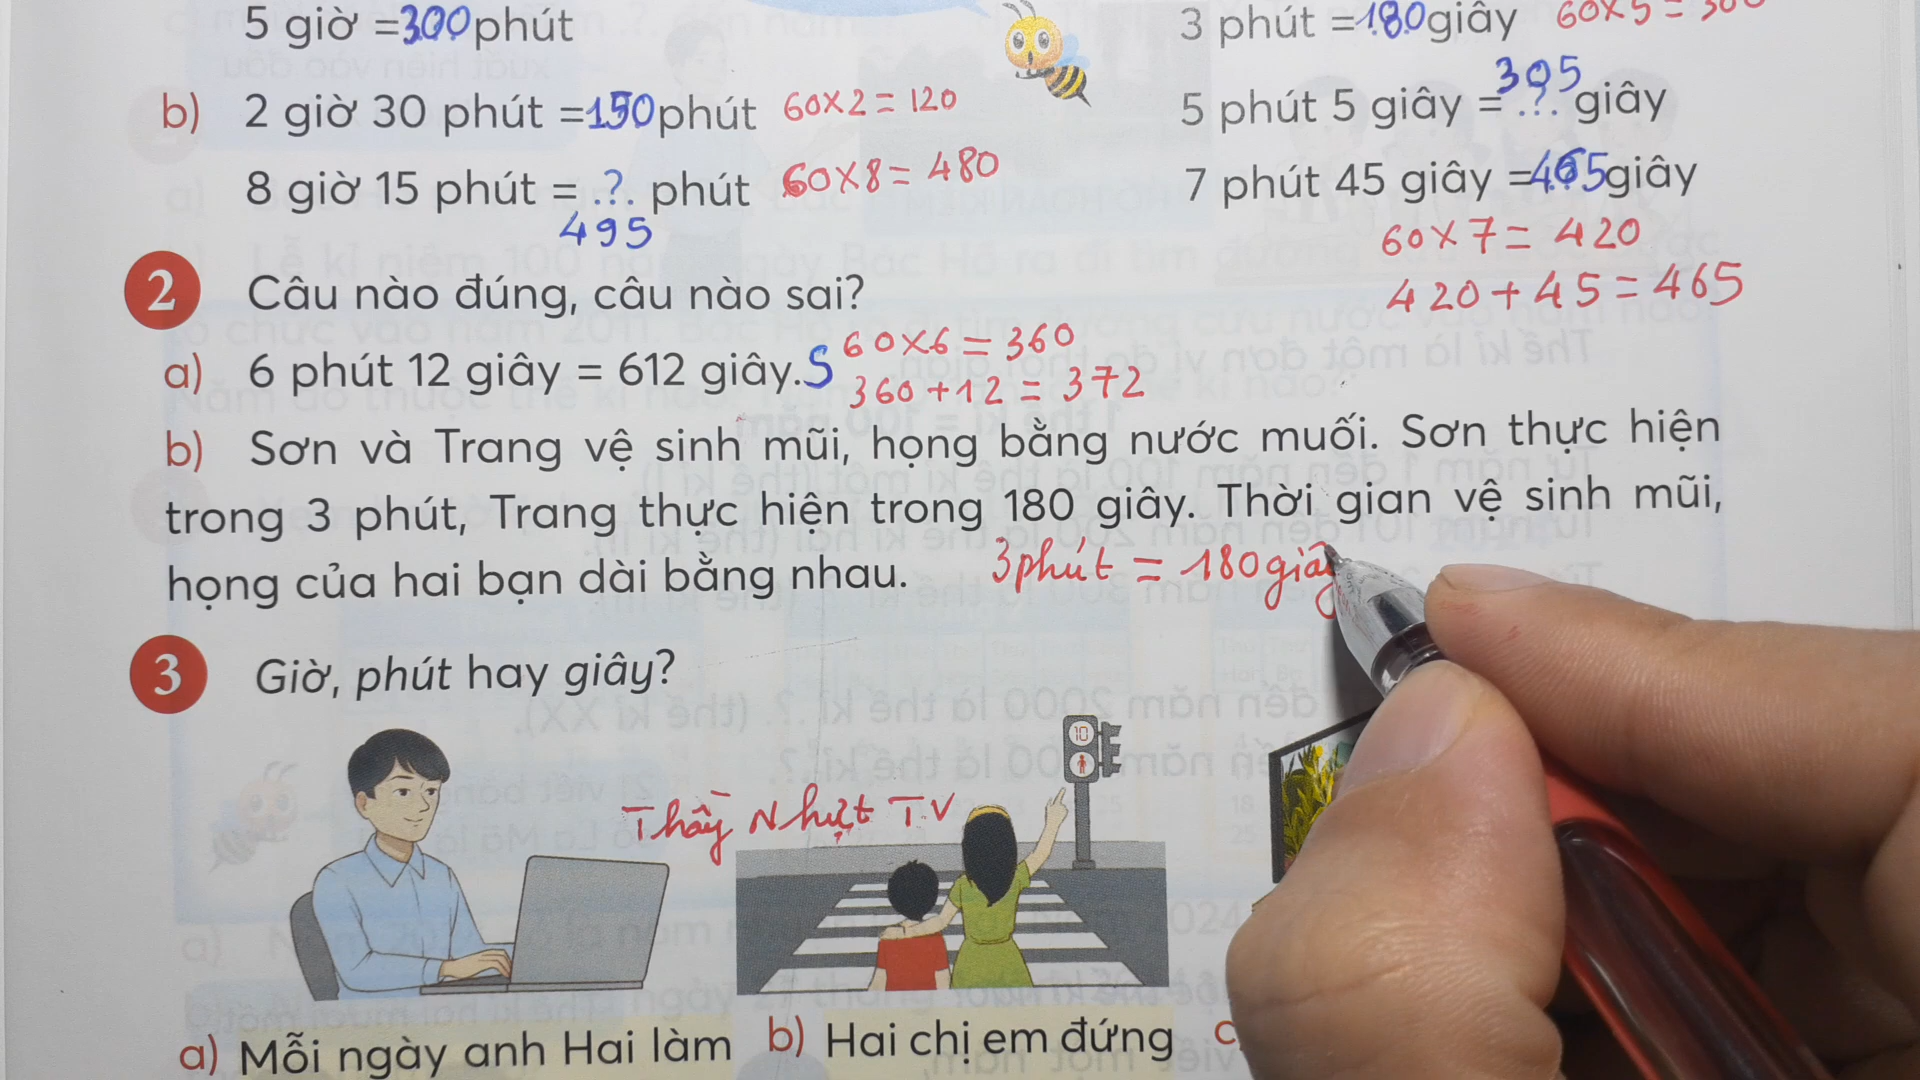 5 giờ =300 phút
3 phút =180 giây 60x5 = 300
b) 2 giờ 30 phút =150 phút 60x2=120
5 phút 5 giây = .?. giây 305
8 giờ 15 phút = .?. phút 60x8= 480
495
7 phút 45 giây =465 giây
60x7= 420
420+45=465
2 Câu nào đúng, câu nào sai?
a) 6 phút 12 giây = 612 giây. S 60x6=360
360+12 = 372
b) Sơn và Trang vệ sinh mũi, họng bằng nước muối. Sơn thực hiện
trong 3 phút, Trang thực hiện trong 180 giây. Thời gian vệ sinh mũi,
họng của hai bạn dài bằng nhau. 3phút = 180giây
3 Giờ, phút hay giây?
10
Thầy Nhựt TV
a) Mỗi ngày anh Hai làm
b) Hai chị em đứng
c